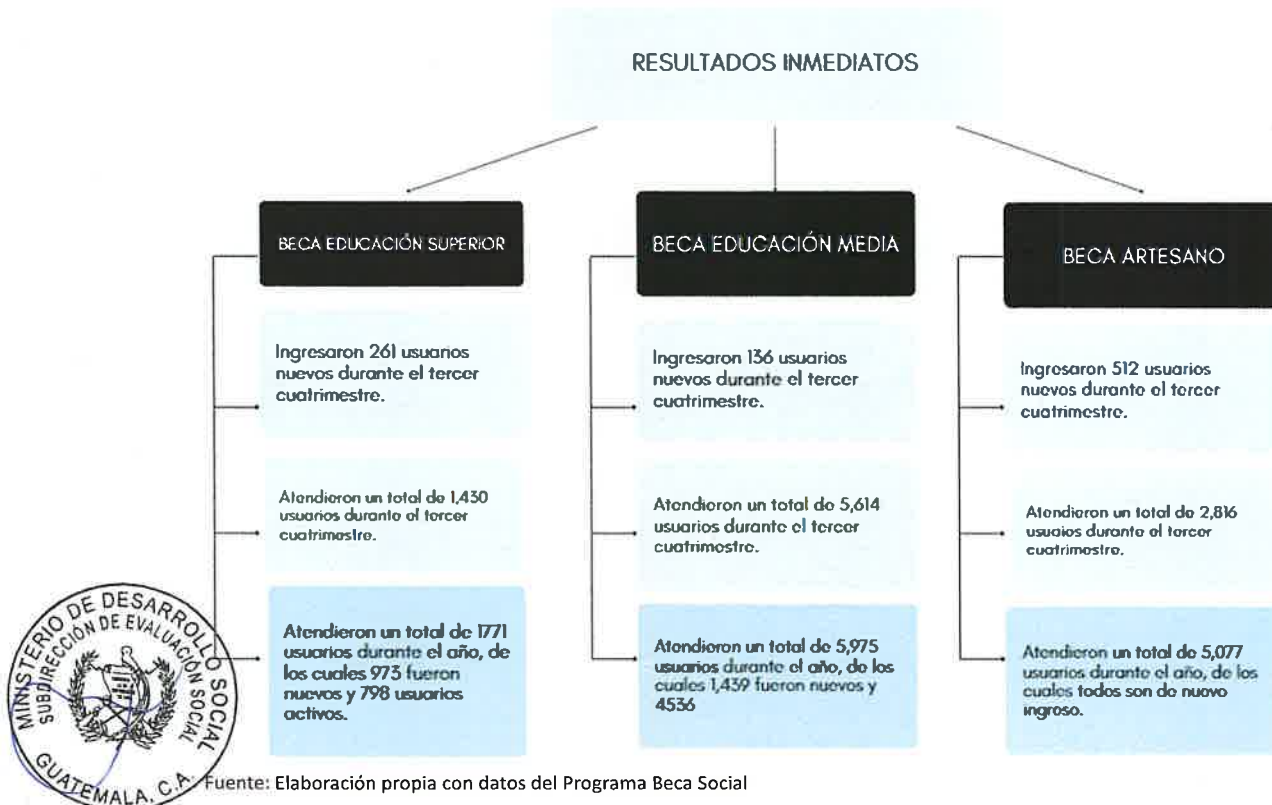 RESULTADOS INMEDIATOS
BECA EDUCACIÓN SUPERIOR
Ingresaron 261 usuarios
nuevos durante el tercer
cuatrimestre.
Atendieron un total de 1,430
usuarios durante el tercer
cuatrimestre.
Atendieron un total de 1771
usuarios durante el año, de
los cuales 973 fueron
nuevos y 798 usuarios
activos.
BECA EDUCACIÓN MEDIA
Ingresaron 136 usuarios
nuevos durante el tercer
cuatrimestre.
Atendieron un total de 5,614
usuarios durante el tercer
cuatrimestre.
Atendieron un total de 5,975
usuarios durante el año, de los
cuales 1,439 fueron nuevos y
4536
BECA ARTESANO
Ingresaron 512 usuarios
nuevos durante el tercer
cuatrimestre.
Atendieron un total de 2,816
usuaios durante el tercer
cuatrimestre.
Atendieron un total de 5,077
usuarios durante el año, de los
cuales todos son de nuevo
ingreso.
MINISTERIO DE DESARROLLO SOCIAL
SUBDIRECCIÓN DE EVALUACIÓN SOCIAL
GUATEMALA, C.A.
Fuente: Elaboración propia con datos del Programa Beca Social